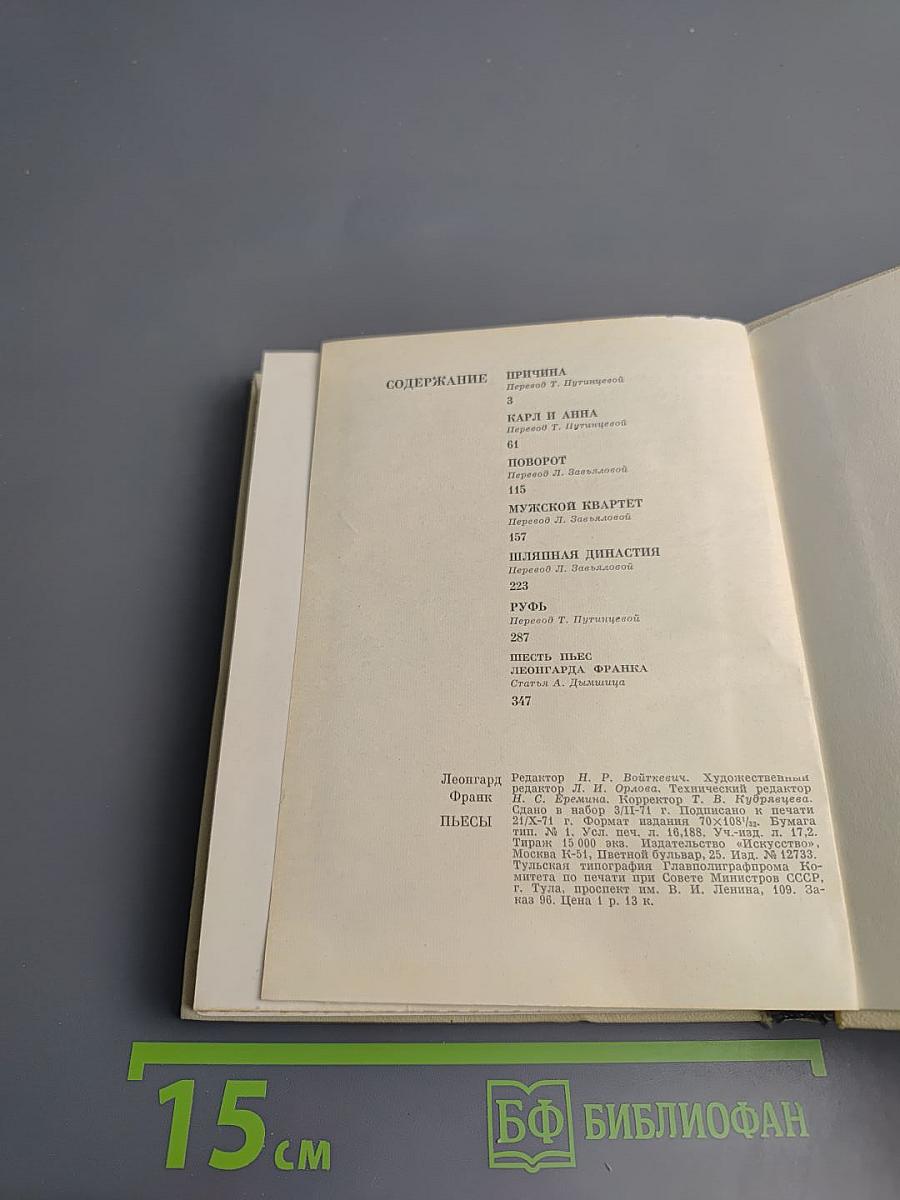 СОДЕРЖАНИЕ
ПРИЧИНА
Перевод Т. Путинцевой
3
КАРЛ И АННА
Перевод Т. Путинцевой
61
ПОВОРОТ
Перевод Л. Завьяловой
115
МУЖСКОЙ КВАРТЕТ
Перевод Л. Завьяловой
157
ШЛЯПНАЯ ДИНАСТИЯ
Перевод Л. Завьяловой
223
РУФЬ
Перевод Т. Путинцевой
287
ШЕСТЬ ПЬЕС
ЛЕОНГАРДА ФРАНКА
Статья А. Дымшица
347
Леонгард
Франк
ПЬЕСЫ
Редактор Н. Р. Войткевич. Художественный
редактор Л. И. Орлова. Технический редактор
Н. С. Еремина. Корректор Т. В. Кудрявцева.
Сдано в набор 3/II-71 г. Подписано к печати
21/X-71 г. Формат издания 70×108 1/32. Бумага
тип. № 1. Усл. печ. л. 16,188. Уч.-изд. л. 17,2.
Тираж 15 000 экз. Издательство «Искусство»,
Москва К-51, Цветной бульвар, 25. Изд. № 12733.
Тульская типография Главполиграфпрома Ко-
митета по печати при Совете Министров СССР,
г. Тула, проспект им. В. И. Ленина, 109. За-
каз 96. Цена 1 р. 13 к.
15 см
БФ БИБЛИОФАН